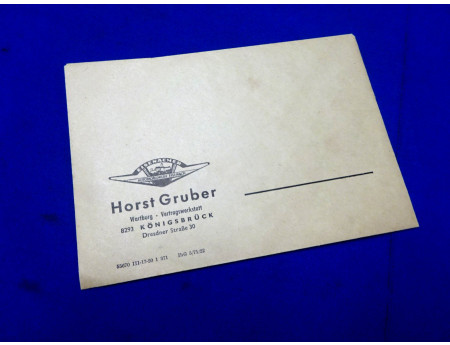 Horst Gruber
Wartburg - Vertragswerkstatt
8293 KÖNIGSBRÜCK
Dresdner Straße 30